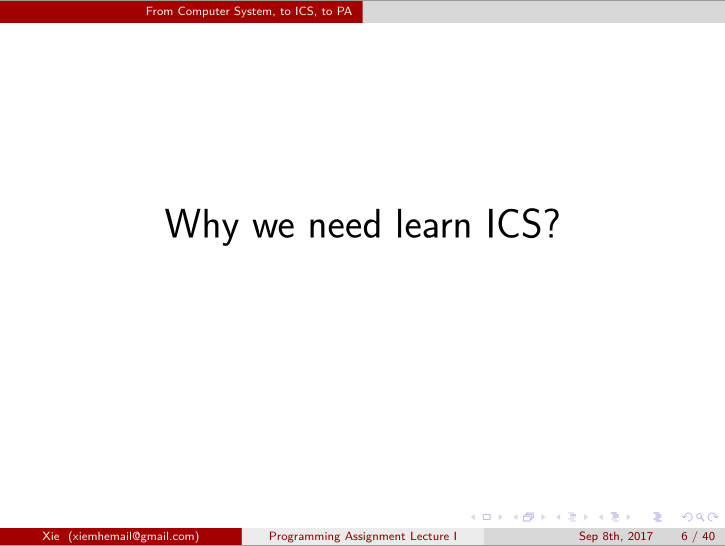 From Computer System, to ICS, to PA
Why we need learn ICS?
Xie (xiemhemail@gmail.com) Programming Assignment Lecture I Sep 8th, 2017 6 / 40